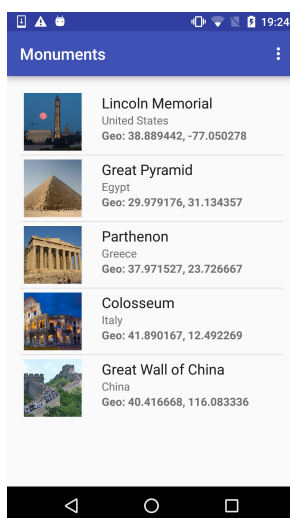 19:24
Monuments
Lincoln Memorial
United States
Geo: 38.889442, -77.050278
Great Pyramid
Egypt
Geo: 29.979176, 31.134357
Parthenon
Greece
Geo: 37.971527, 23.726667
Colosseum
Italy
Geo: 41.890167, 12.492269
Great Wall of China
China
Geo: 40.416668, 116.083336